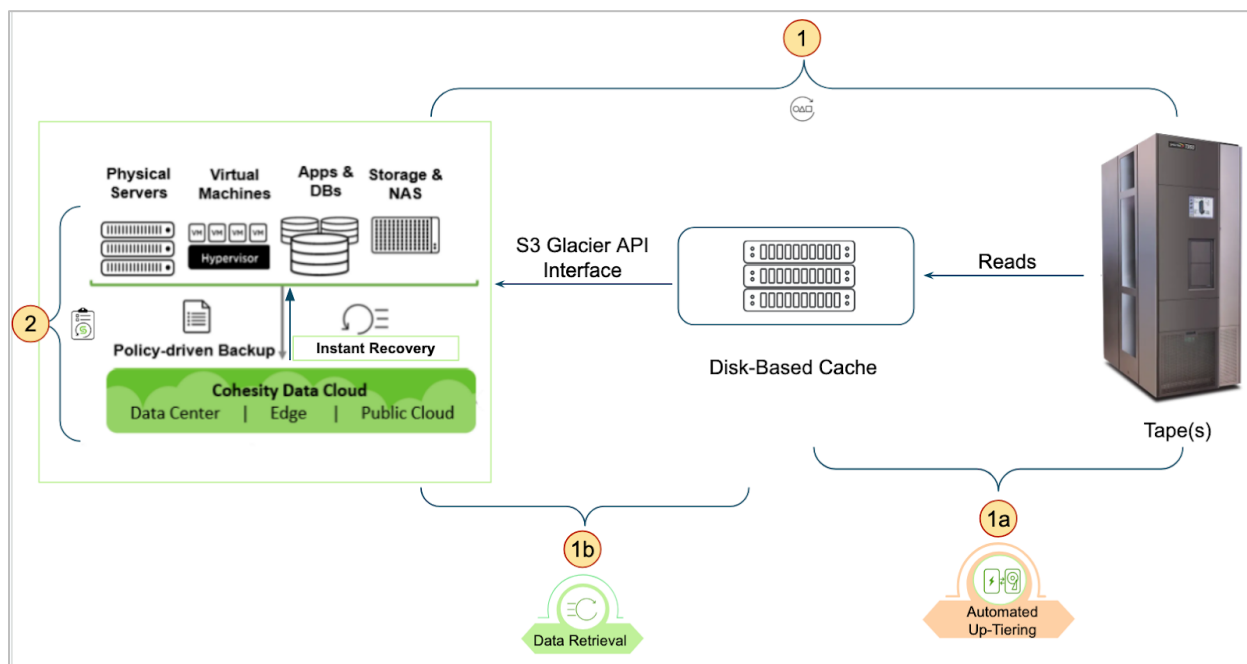 1
Physical
Servers
Virtual
Machines
Apps &
DBs
Storage &
NAS
VM VM VM VM
Hypervisor
S3 Glacier API
Interface
Reads
2
Policy-driven Backup
Instant Recovery
Disk-Based Cache
Cohesity Data Cloud
Data Center | Edge | Public Cloud
Tape(s)
1a
1b
Automated
Up-Tiering
Data Retrieval